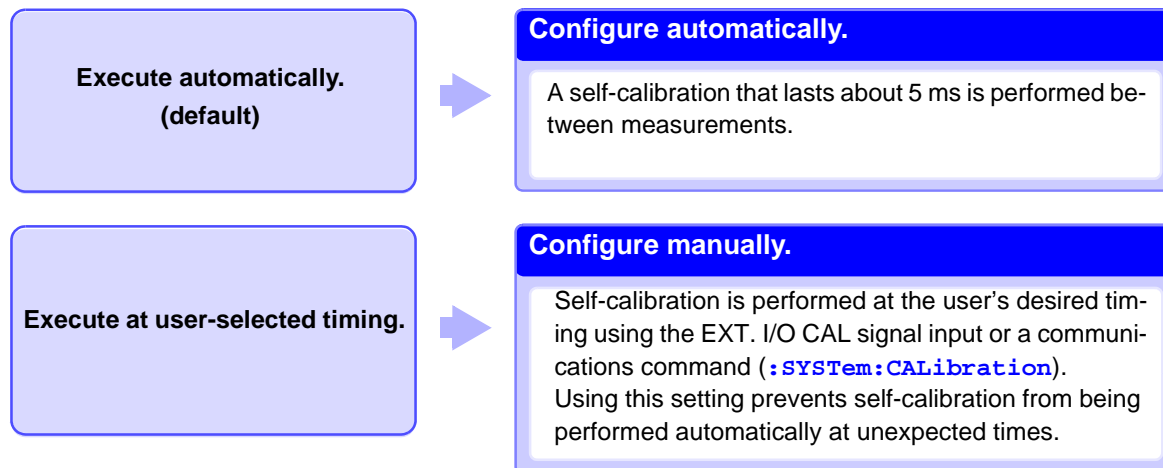 Execute automatically.
(default)
Configure automatically.
A self-calibration that lasts about 5 ms is performed be-
tween measurements.
Execute at user-selected timing.
Configure manually.
Self-calibration is performed at the user's desired tim-
ing using the EXT. I/O CAL signal input or a communi-
cations command (:SYSTem:CALibration).
Using this setting prevents self-calibration from being
performed automatically at unexpected times.